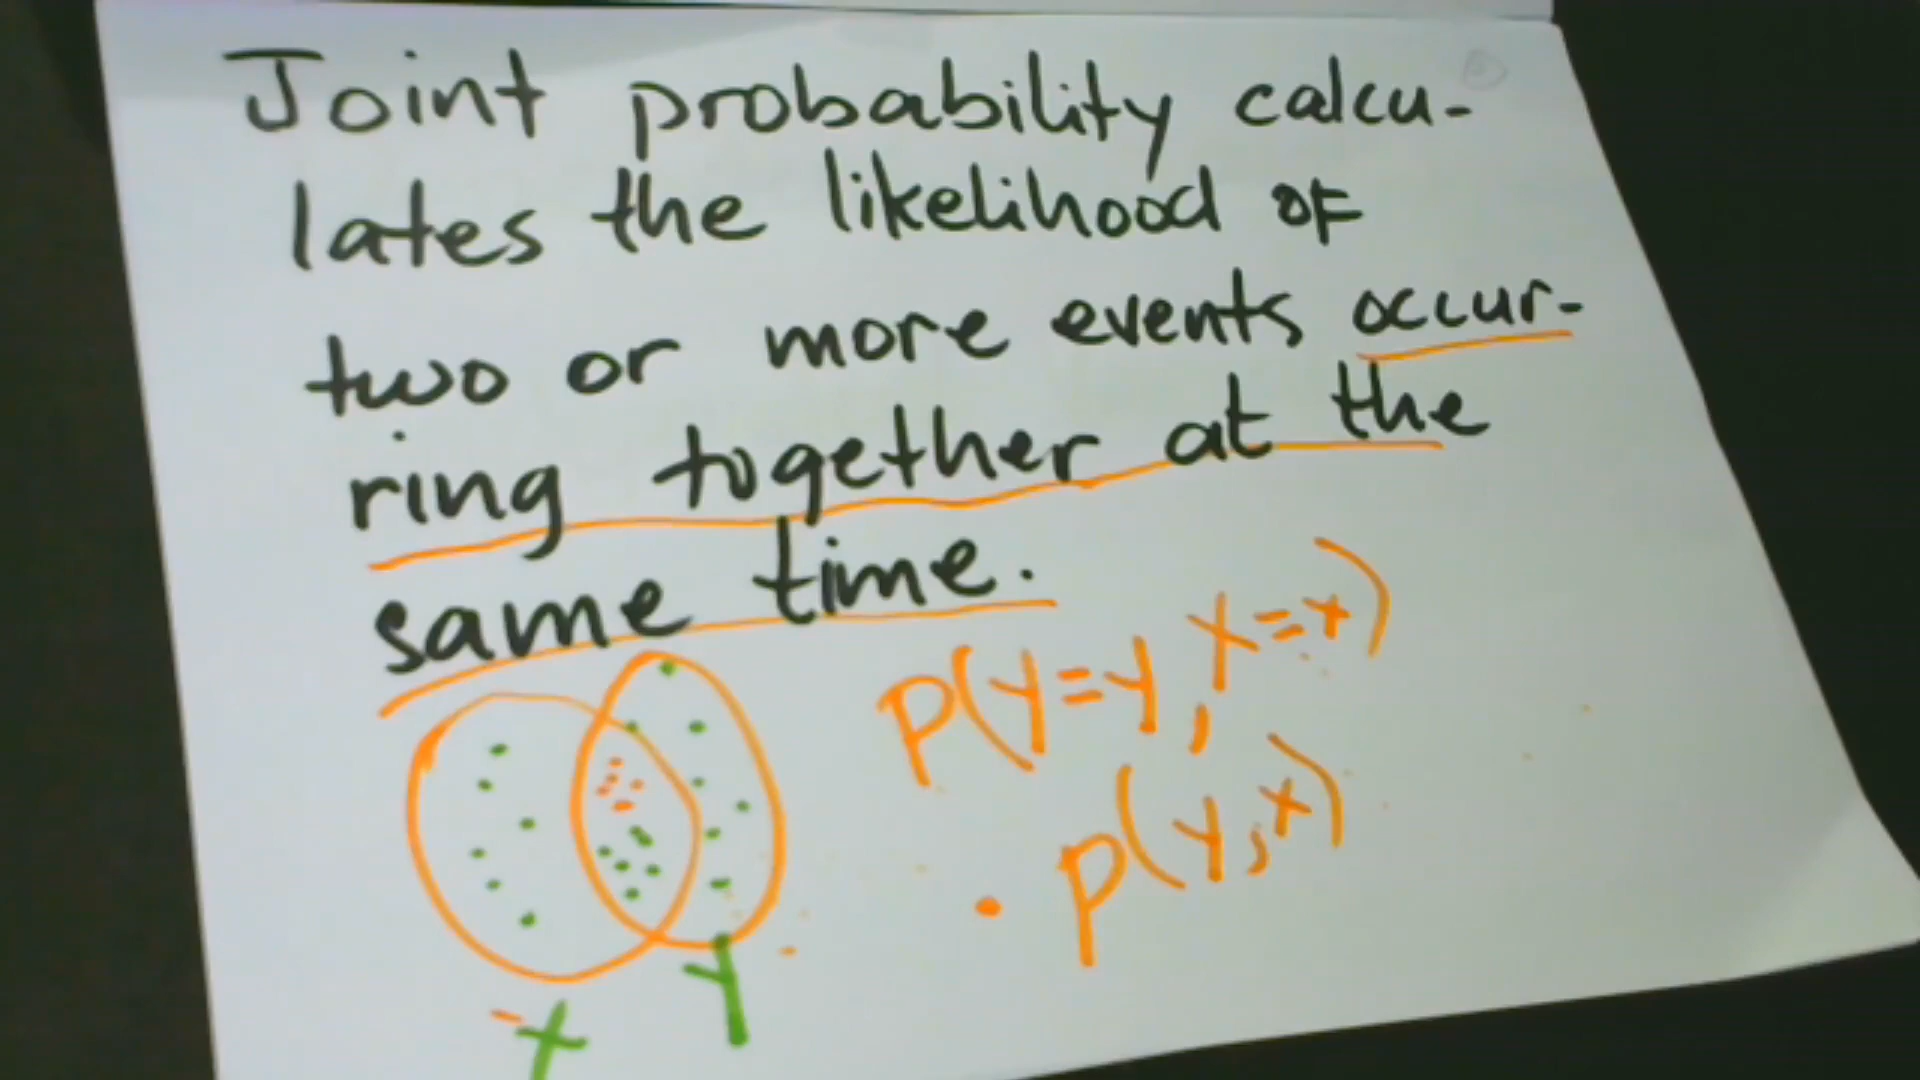 Joint probability calcu-
lates the likelihood of
two or more events occur-
ring together at the
same time.
P(Y=y, X=x)
P(y,x)
X
Y